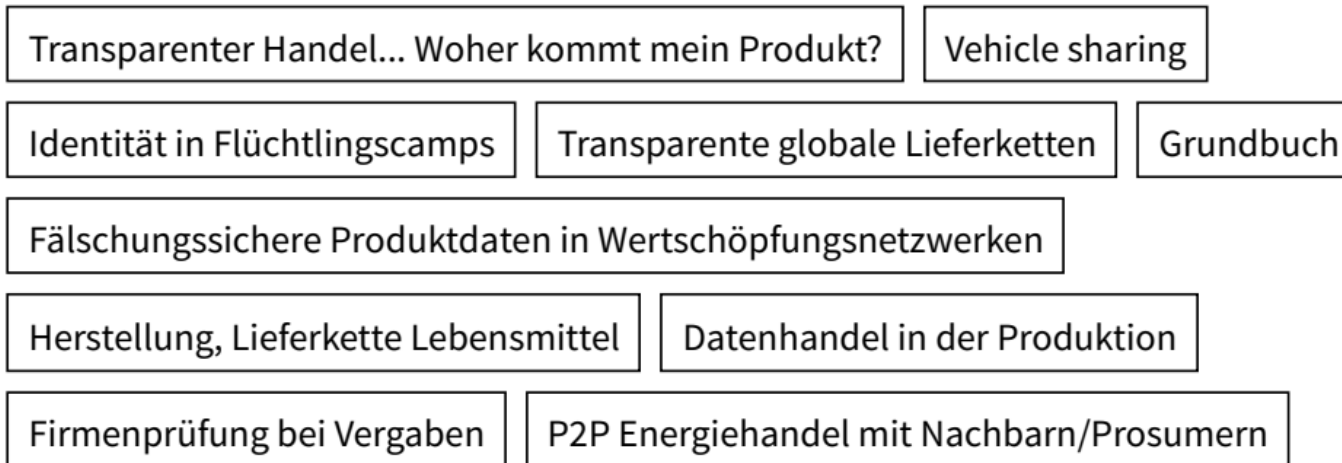 Transparenter Handel... Woher kommt mein Produkt? Vehicle sharing
Identität in Flüchtlingscamps Transparente globale Lieferketten Grundbuch
Fälschungssichere Produktdaten in Wertschöpfungsnetzwerken
Herstellung, Lieferkette Lebensmittel Datenhandel in der Produktion
Firmenprüfung bei Vergaben P2P Energiehandel mit Nachbarn/Prosumern